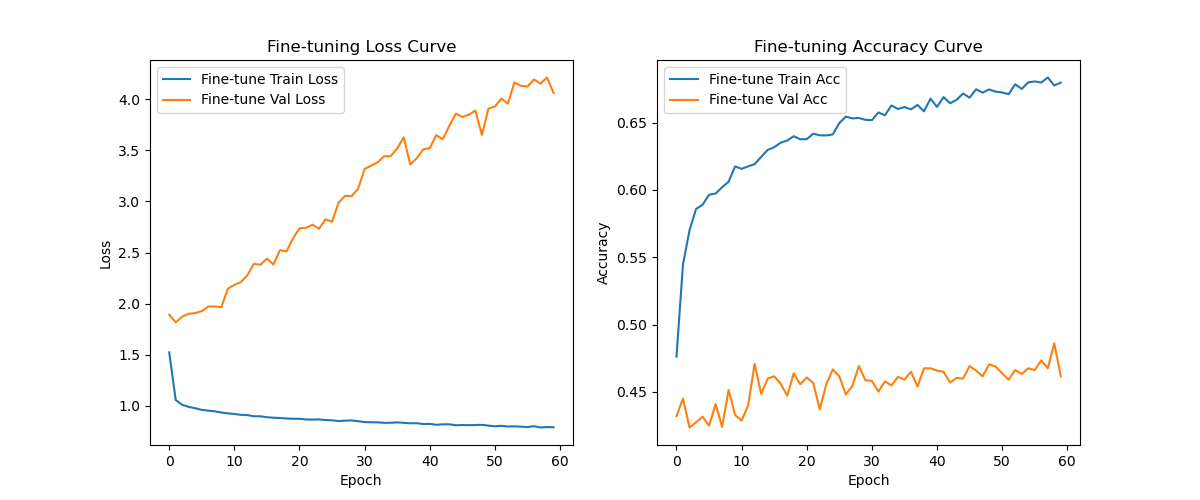 Fine-tuning Loss Curve
Fine-tune Train Loss
Fine-tune Val Loss
4.0
3.5
3.0
2.5
2.0
1.5
1.0
Loss
0 10 20 30 40 50 60
Epoch
Fine-tuning Accuracy Curve
Fine-tune Train Acc
Fine-tune Val Acc
0.65
0.60
0.55
0.50
0.45
Accuracy
0 10 20 30 40 50 60
Epoch